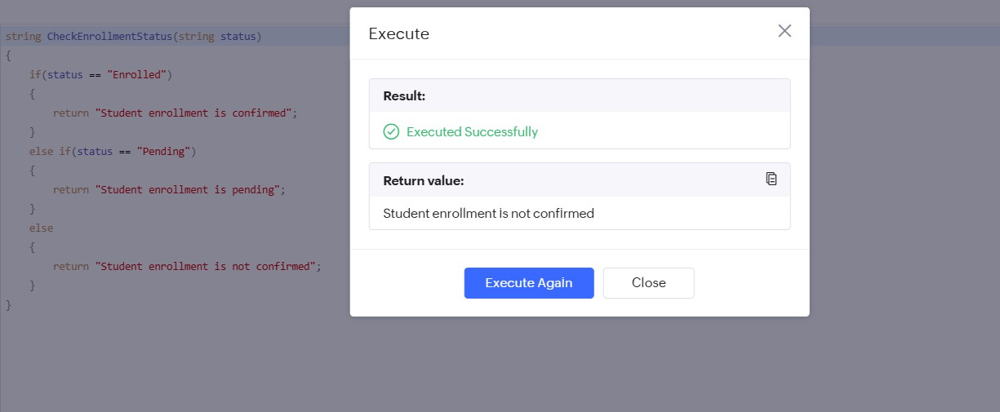 string CheckEnrollmentStatus(string status)
{
    if(status == "Enrolled")
    {
        return "Student enrollment is confirmed";
    }
    else if(status == "Pending")
    {
        return "Student enrollment is pending";
    }
    else
    {
        return "Student enrollment is not confirmed";
    }
}
Execute
Result:
Executed Successfully
Return value:
Student enrollment is not confirmed
Execute Again
Close